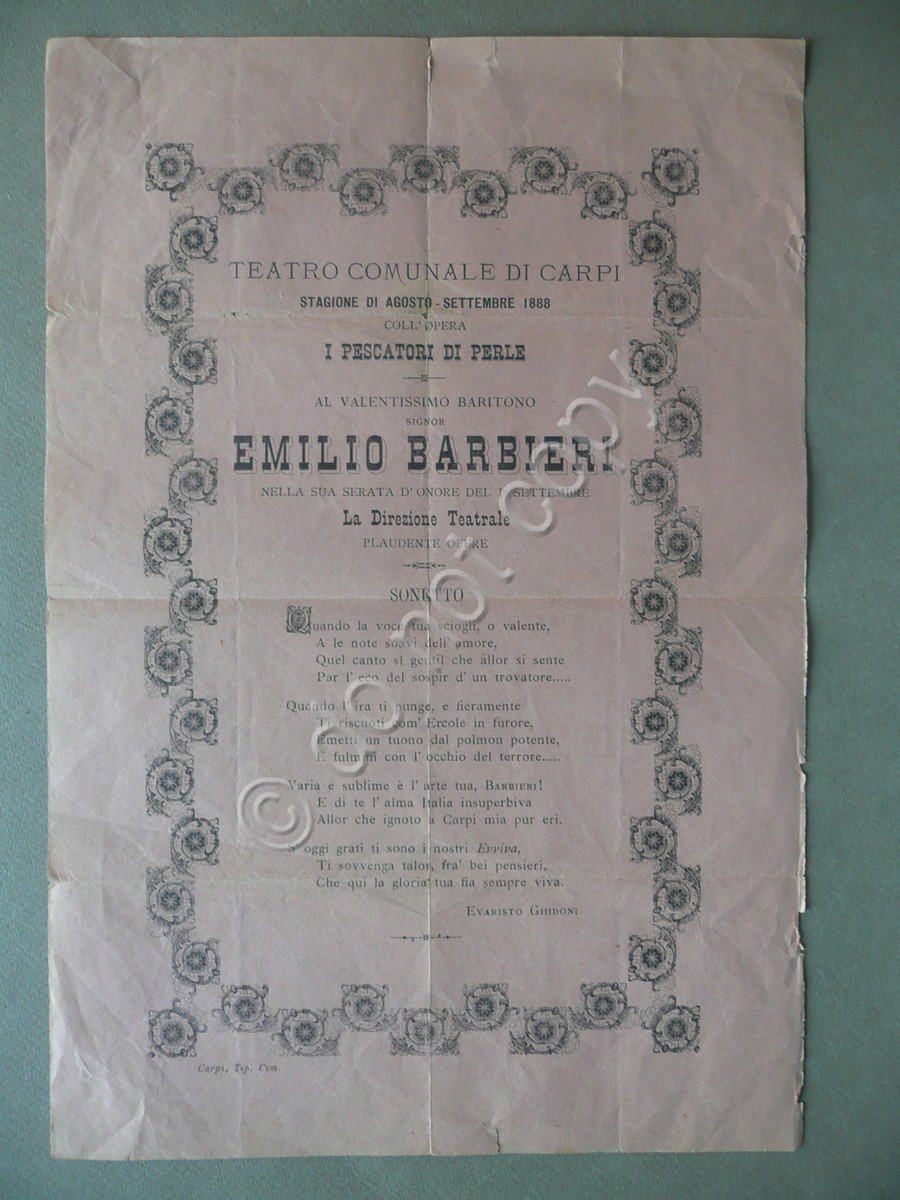 TEATRO COMUNALE DI CARPI
STAGIONE DI AGOSTO - SETTEMBRE 1888
COLL' OPERA
I PESCATORI DI PERLE
AL VALENTISSIMO BARITONO
SIGNOR
EMILIO BARBIERI
NELLA SUA SERATA D' ONORE DEL SETTEMBRE
La Direzione Teatrale
PLAUDENTE OFFRE
SONETTO
Quando la voce tua sciogli, o valente,
A le note soavi dell' amore,
Quel canto sì gentil che allor si sente
Par l' eco del sospir d' un trovatore.....
Quando l' ira ti punge, e fieramente
Ti riscuoti com' Ercole in furore,
Emetti un tuono dal polmon potente,
E fulmini con l' occhio del terrore.....
Varia e sublime è l' arte tua, BARBIERI!
E di te l' alma Italia insuperbiva
Allor che ignoto a Carpi mia pur eri.
S' oggi grati ti sono i nostri Evviva,
Ti sovvenga talor, fra' bei pensieri,
Che qui la gloria tua fia sempre viva.
EVARISTO GHIDONI
Carpi, Tip. Com.
© do not copy